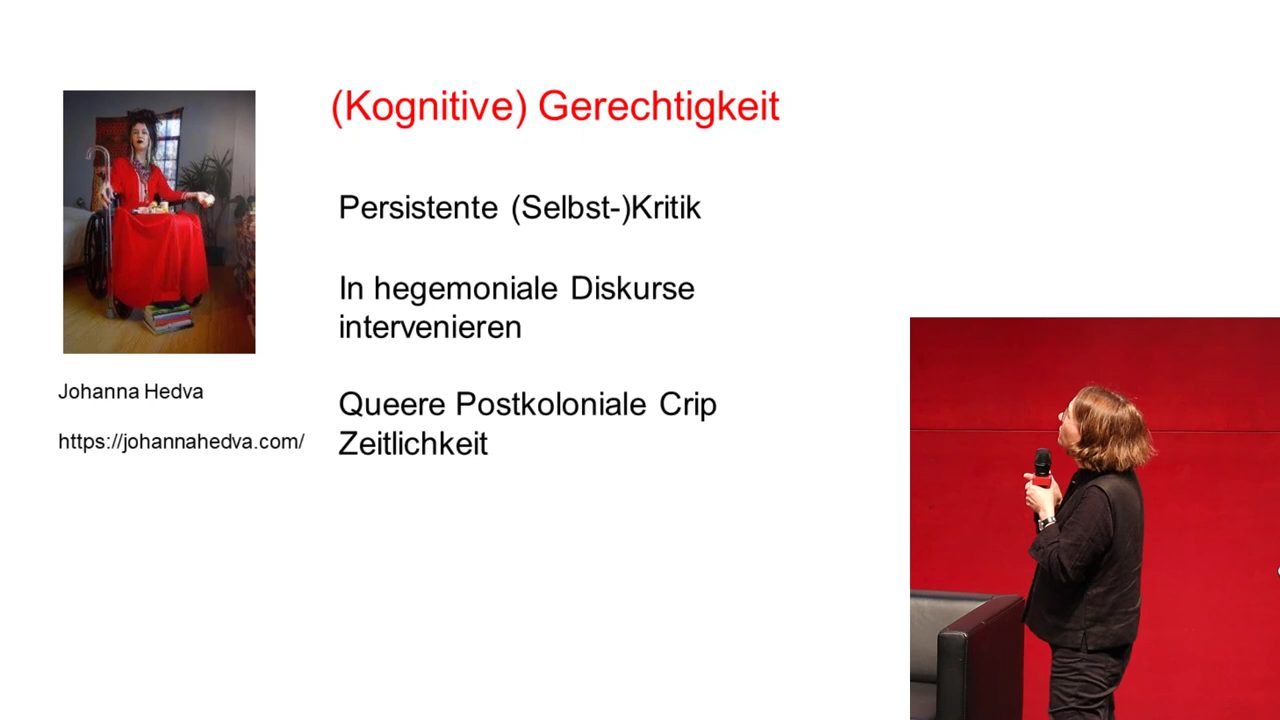 (Kognitive) Gerechtigkeit
Persistente (Selbst-)Kritik
In hegemoniale Diskurse
intervenieren
Queere Postkoloniale Crip
Zeitlichkeit
Johanna Hedva
https://johannahedva.com/